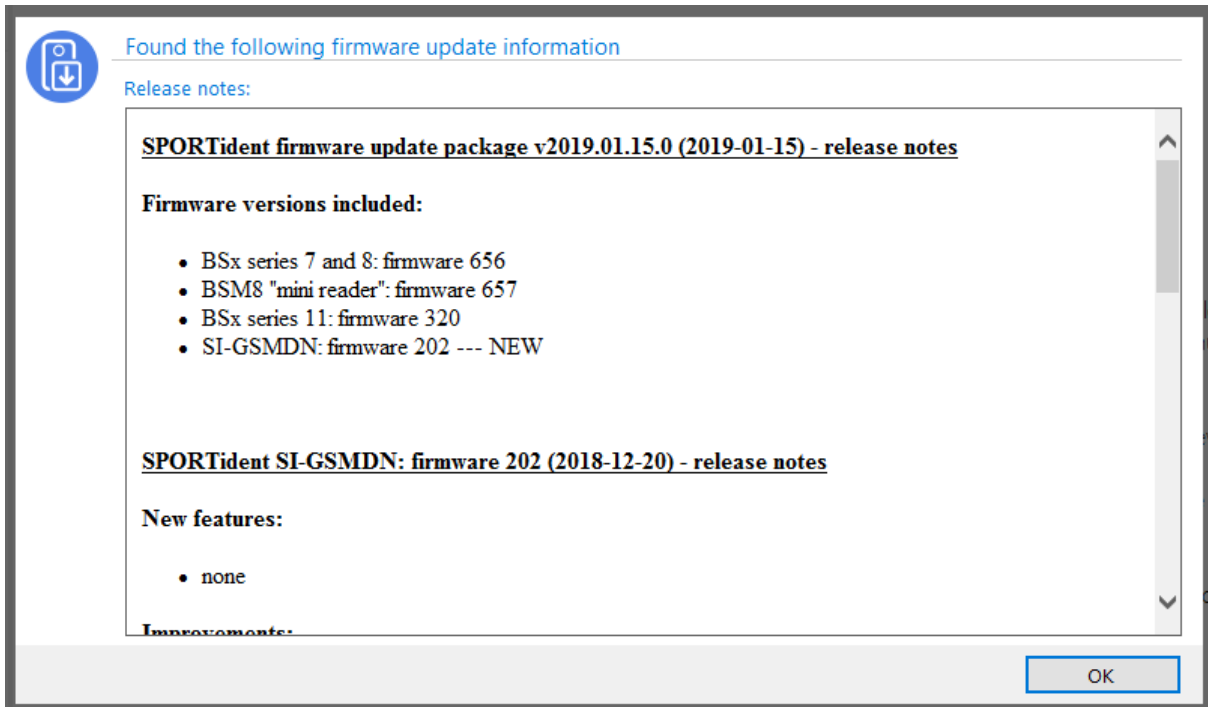 Found the following firmware update information
Release notes:
SPORTident firmware update package v2019.01.15.0 (2019-01-15) - release notes
Firmware versions included:
• BSx series 7 and 8: firmware 656
• BSM8 "mini reader": firmware 657
• BSx series 11: firmware 320
• SI-GSMDN: firmware 202 --- NEW
SPORTident SI-GSMDN: firmware 202 (2018-12-20) - release notes
New features:
• none
Improvements:
OK